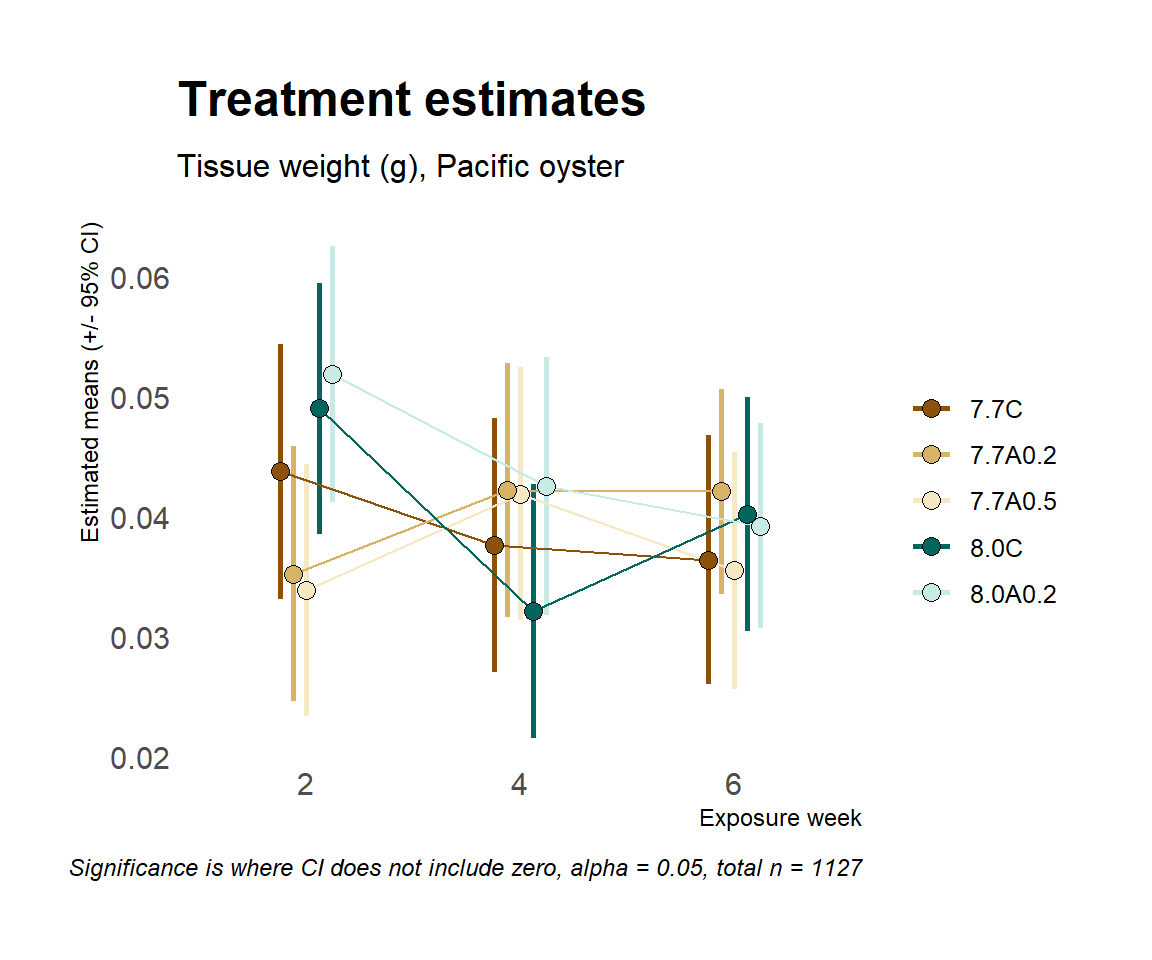 Treatment estimates
Tissue weight (g), Pacific oyster
Estimated means (+/- 95% CI)
0.06
0.05
0.04
0.03
0.02
2
4
6
Exposure week
7.7C
7.7A0.2
7.7A0.5
8.0C
8.0A0.2
Significance is where CI does not include zero, alpha = 0.05, total n = 1127